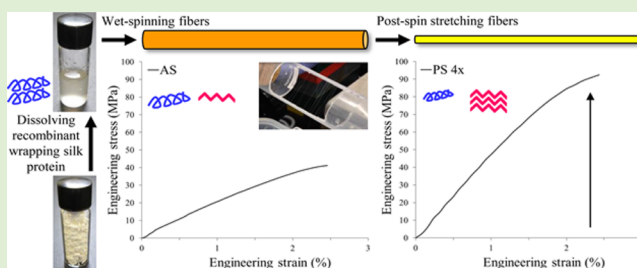 Wet-spinning fibers
Post-spin stretching fibers
Dissolving
recombinant
wrapping silk
protein
Engineering stress (MPa)
100
90
80
70
60
50
40
30
20
10
0
AS
0
1
2
3
Engineering strain (%)
Engineering stress (MPa)
100
90
80
70
60
50
40
30
20
10
0
PS 4x
0
1
2
Engineering strain (%)